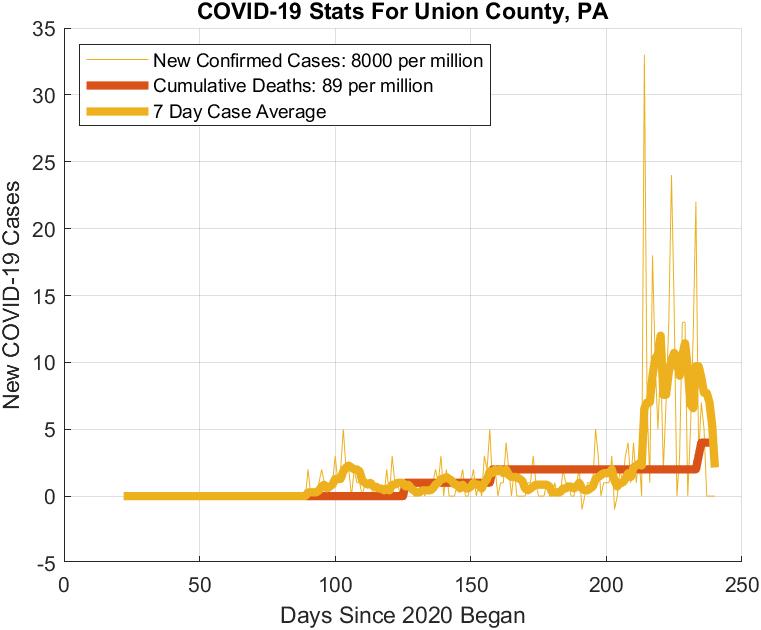 COVID-19 Stats For Union County, PA
35
New Confirmed Cases: 8000 per million
Cumulative Deaths: 89 per million
7 Day Case Average
30
25
20
15
10
5
0
-5
New COVID-19 Cases
0 50 100 150 200 250
Days Since 2020 Began